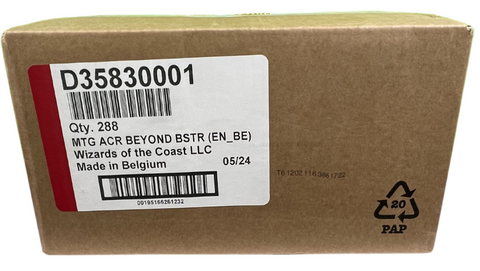 D35830001
Qty. 288
MTG ACR BEYOND BSTR (EN_BE)
Wizards of the Coast LLC
Made in Belgium 05/24
00195166261232
20
PAP